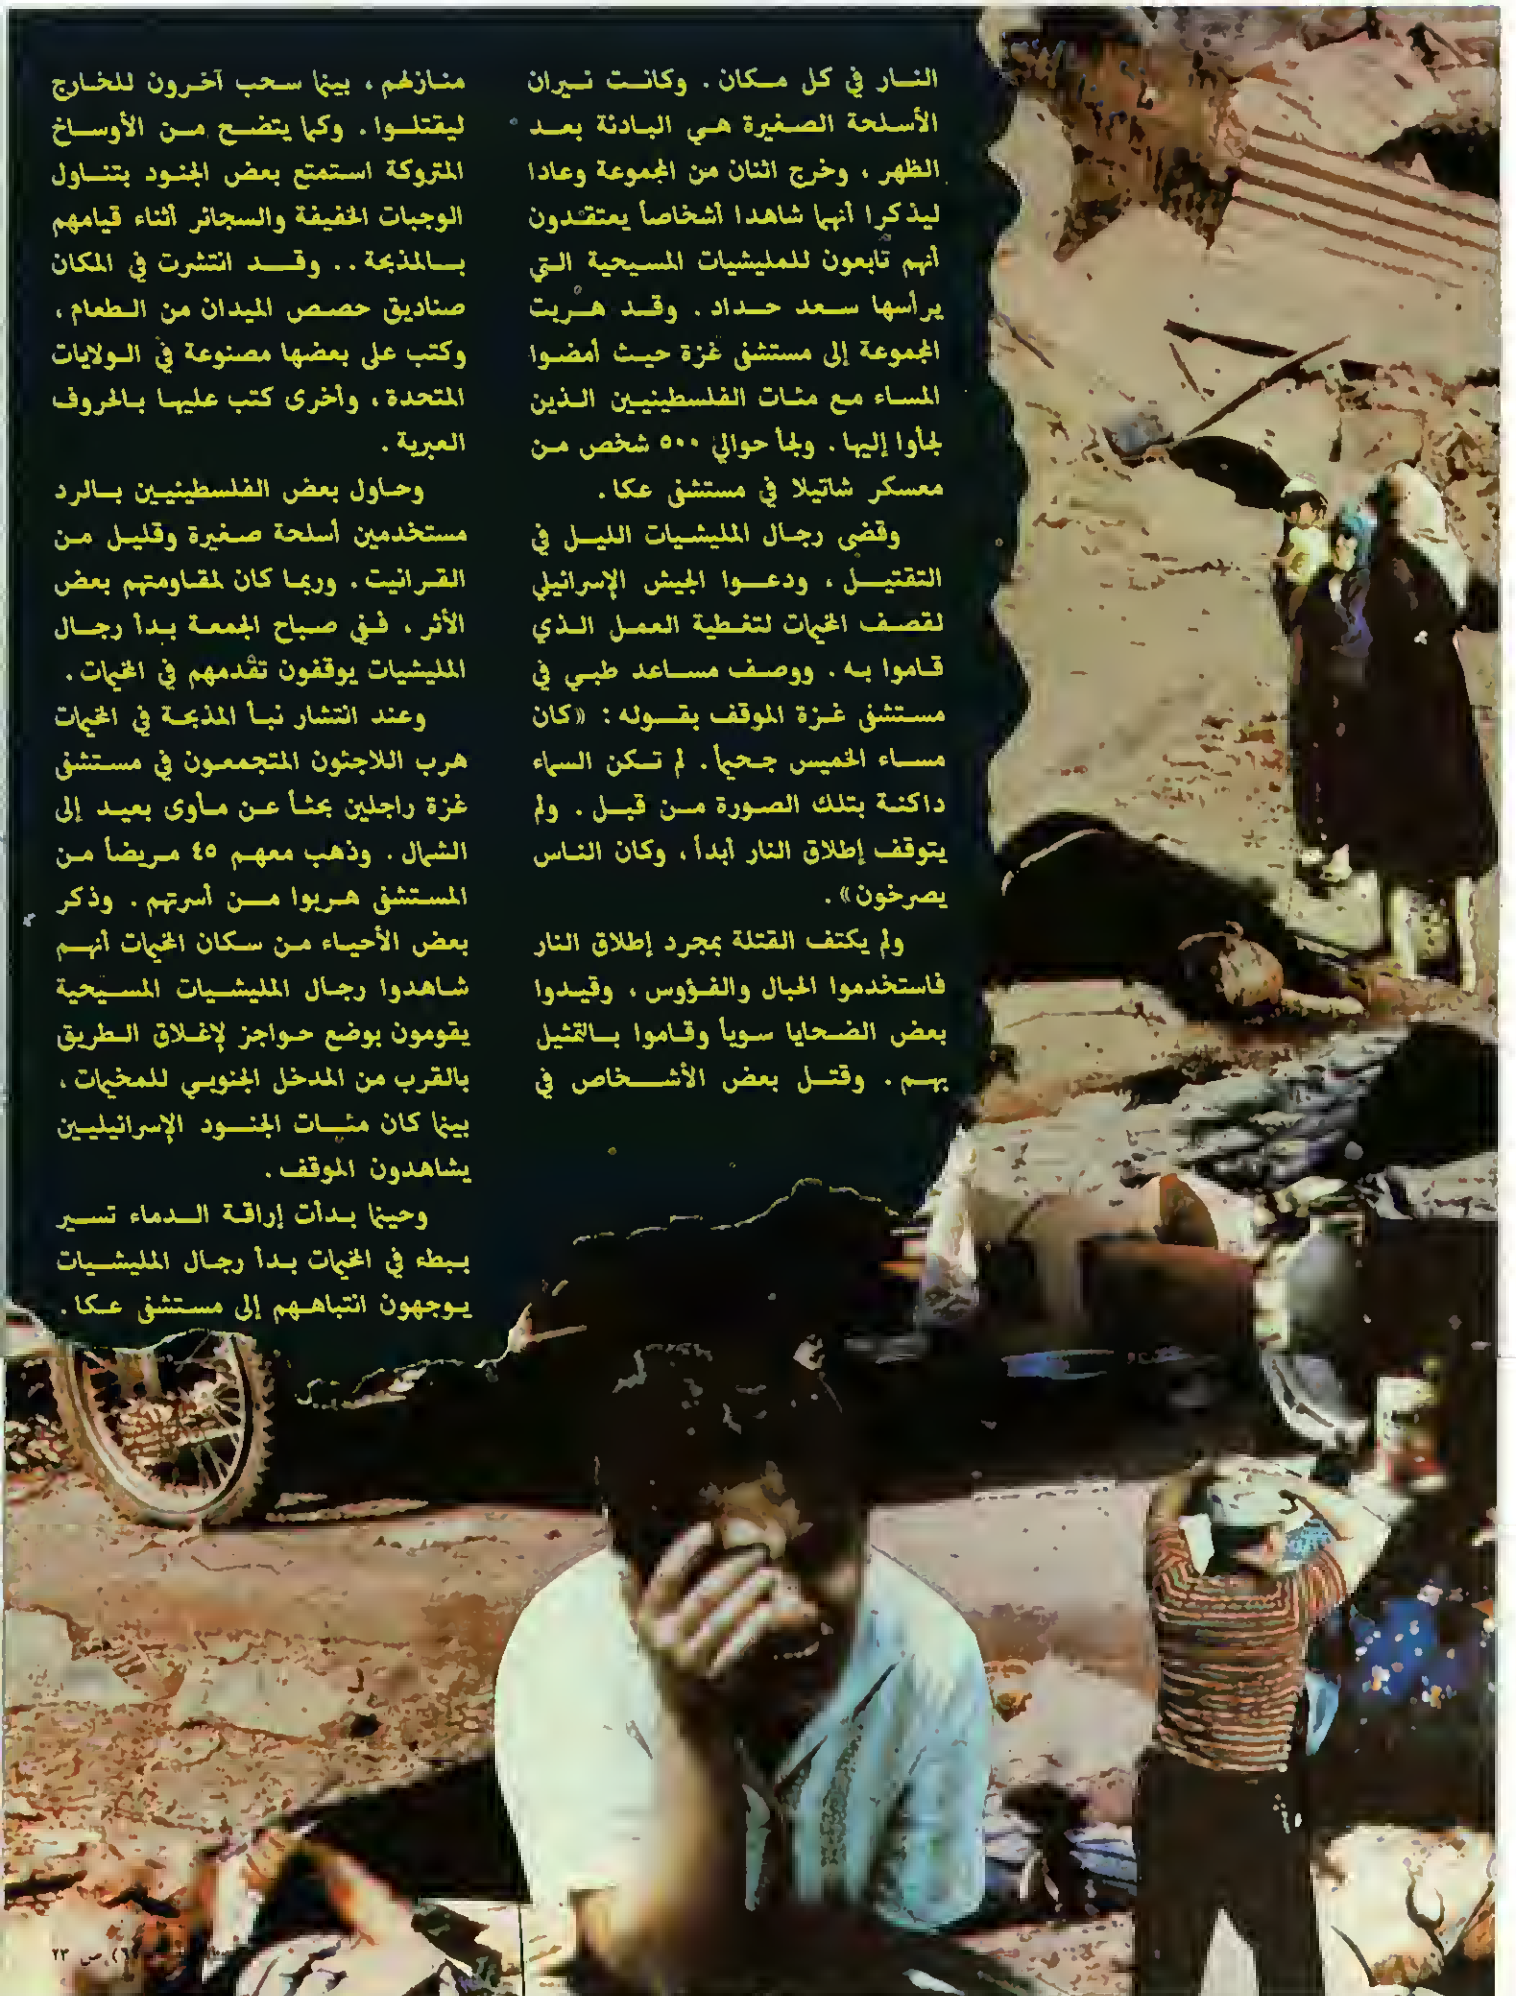 النار في كل مكان. وكانت نيران
الأسلحة الصغيرة هي البادئة بعد
الظهر، وخرج اثنان من المجموعة وعادا
ليذكرا أنهما شاهدا أشخاصاً يعتقدون
أنهم تابعون للمليشيات المسيحية التي
يرأسها سعد حداد. وقد هربت
المجموعة إلى مستشفى غزة حيث أمضوا
المساء مع مئات الفلسطينيين الذين
لجأوا إليها. ولجأ حوالي ٥٠٠ شخص من
معسكر شاتيلا في مستشفى عكا.
وقضى رجال المليشيات الليل في
التقتيل، ودعوا الجيش الإسرائيلي
لقصف المخيمات لتغطية العمل الذي
قاموا به. ووصف مساعد طبي في
مستشفى غزة الموقف بقوله: «كان
مساء الخميس جحيماً. لم تكن السماء
داكنة بتلك الصورة من قبل. ولم
يتوقف إطلاق النار أبداً، وكان الناس
يصرخون».
ولم يكتف القتلة بمجرد إطلاق النار
فاستخدموا الحبال والفؤوس، وقيدوا
بعض الضحايا سوياً وقاموا بالتمثيل
بهم. وقتل بعض الأشخاص في
منازلهم، بينما سحب آخرون للخارج
ليقتلوا. وكما يتضح من الأوساخ
المتروكة استمتع بعض الجنود بتناول
الوجبات الخفيفة والسجائر أثناء قيامهم
بالمذبحة.. وقد انتشرت في المكان
صناديق حصص الميدان من الطعام،
وكتب على بعضها مصنوعة في الولايات
المتحدة، وأخرى كتب عليها بالحروف
العبرية.
وحاول بعض الفلسطينيين بالرد
مستخدمين أسلحة صغيرة وقليل من
القرانيت. وربما كان لمقاومتهم بعض
الأثر، ففي صباح الجمعة بدأ رجال
المليشيات يوقفون تقدمهم في المخيمات.
وعند انتشار نبأ المذبحة في المخيمات
هرب اللاجئون المتجمعون في مستشفى
غزة راجلين بحثاً عن مأوى بعيد إلى
الشمال. وذهب معهم ٤٥ مريضاً من
المستشفى هربوا من أسرتهم. وذكر
بعض الأحياء من سكان المخيمات أنهم
شاهدوا رجال المليشيات المسيحية
يقومون بوضع حواجز لإغلاق الطريق
بالقرب من المدخل الجنوبي للمخيمات،
بينما كان مئات الجنود الإسرائيليين
يشاهدون الموقف.
وحينما بدأت إراقة الدماء تسير
ببطء في المخيمات بدأ رجال المليشيات
يوجهون انتباههم إلى مستشفى عكا.
ص ٢٣